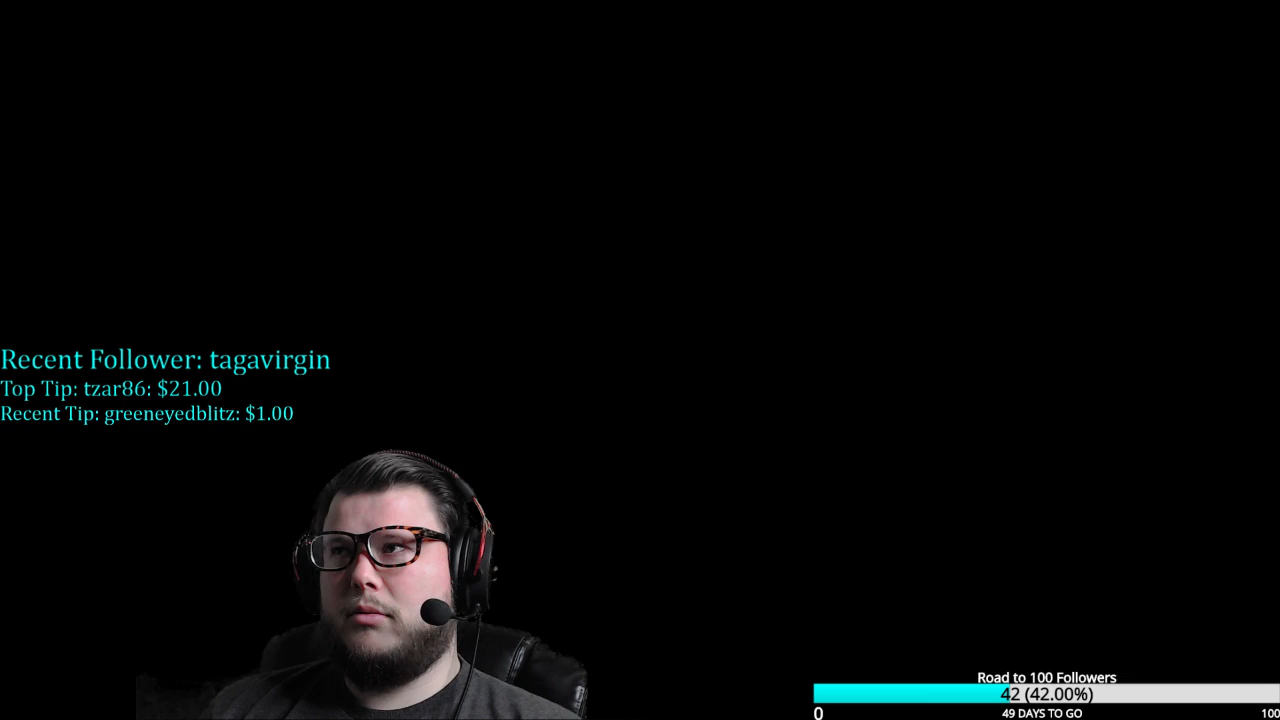 Recent Follower: tagavirgin
Top Tip: tzar86: $21.00
Recent Tip: greeneyedblitz: $1.00
Road to 100 Followers
42 (42.00%)
0 49 DAYS TO GO 100